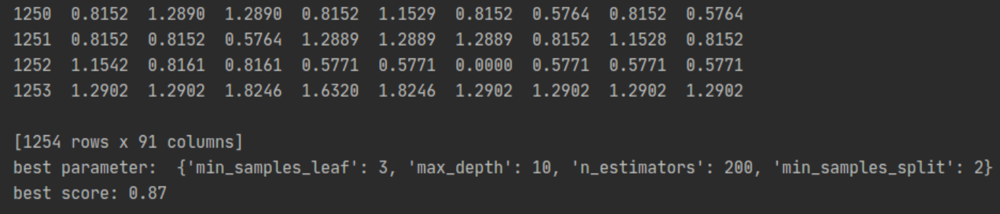 1250  0.8152  1.2890  1.2890  0.8152  1.1529  0.8152  0.5764  0.8152  0.5764
1251  0.8152  0.8152  0.5764  1.2889  1.2889  1.2889  0.8152  1.1528  0.8152
1252  1.1542  0.8161  0.8161  0.5771  0.5771  0.0000  0.5771  0.5771  0.5771
1253  1.2902  1.2902  1.8246  1.6320  1.8246  1.2902  1.2902  1.2902  1.2902
[1254 rows x 91 columns]
best parameter:  {'min_samples_leaf': 3, 'max_depth': 10, 'n_estimators': 200, 'min_samples_split': 2}
best score: 0.87